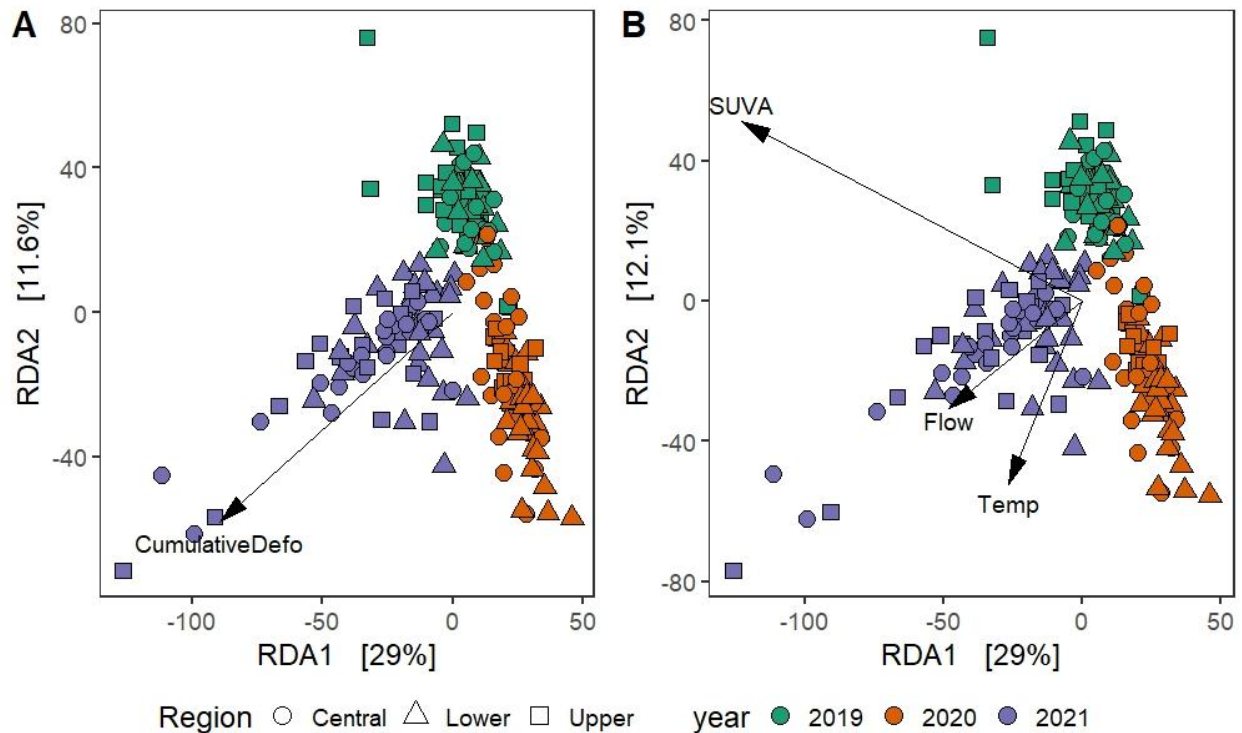 A
B
80
40
0
-40
RDA2 [11.6%]
CumulativeDefo
-100
-50
0
50
RDA1 [29%]
80
40
0
-40
-80
RDA2 [12.1%]
SUVA
Flow
Temp
-100
-50
0
50
RDA1 [29%]
Region Central Lower Upper year 2019 2020 2021